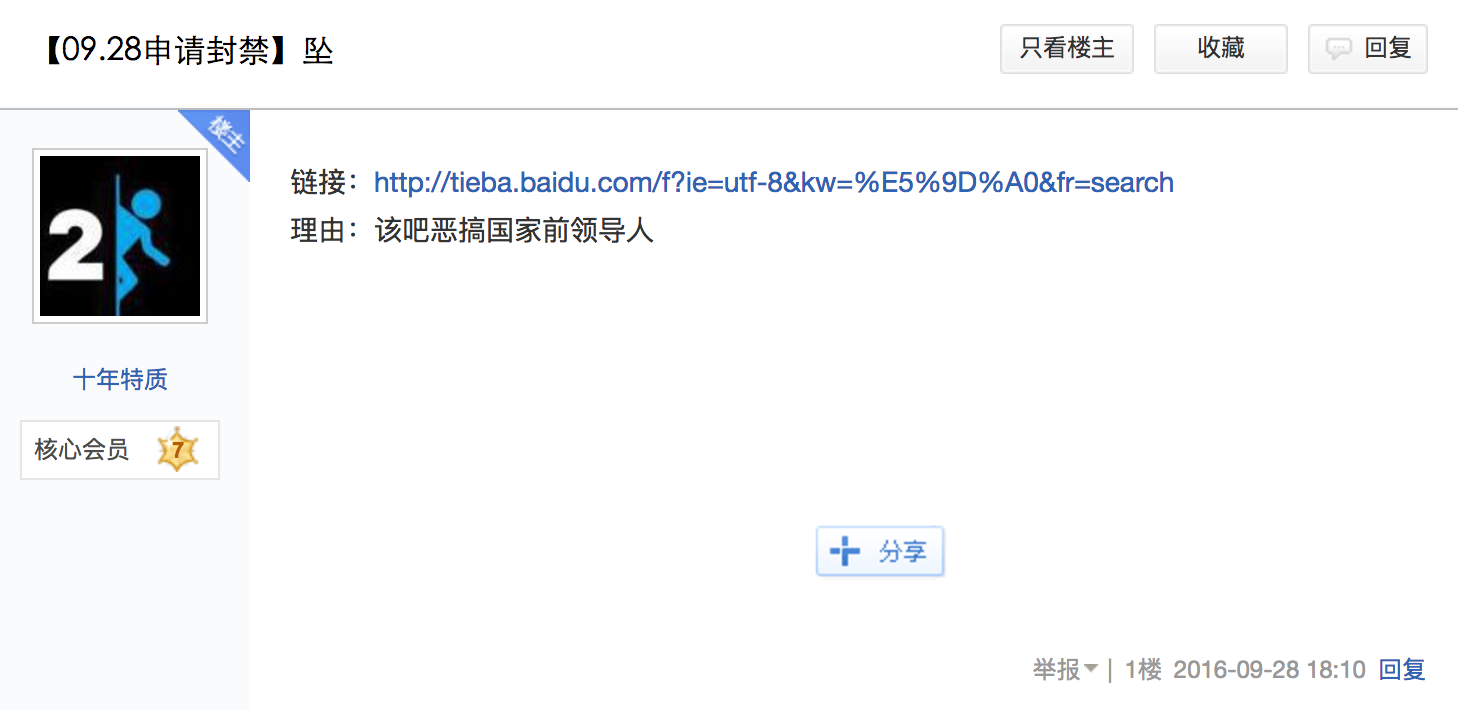 【09.28申请封禁】坠
只看楼主 收藏 回复
楼主
链接：http://tieba.baidu.com/f?ie=utf-8&kw=%E5%9D%A0&fr=search
理由：该吧恶搞国家前领导人
2
十年特质
核心会员 7
分享
举报 | 1楼 2016-09-28 18:10 回复